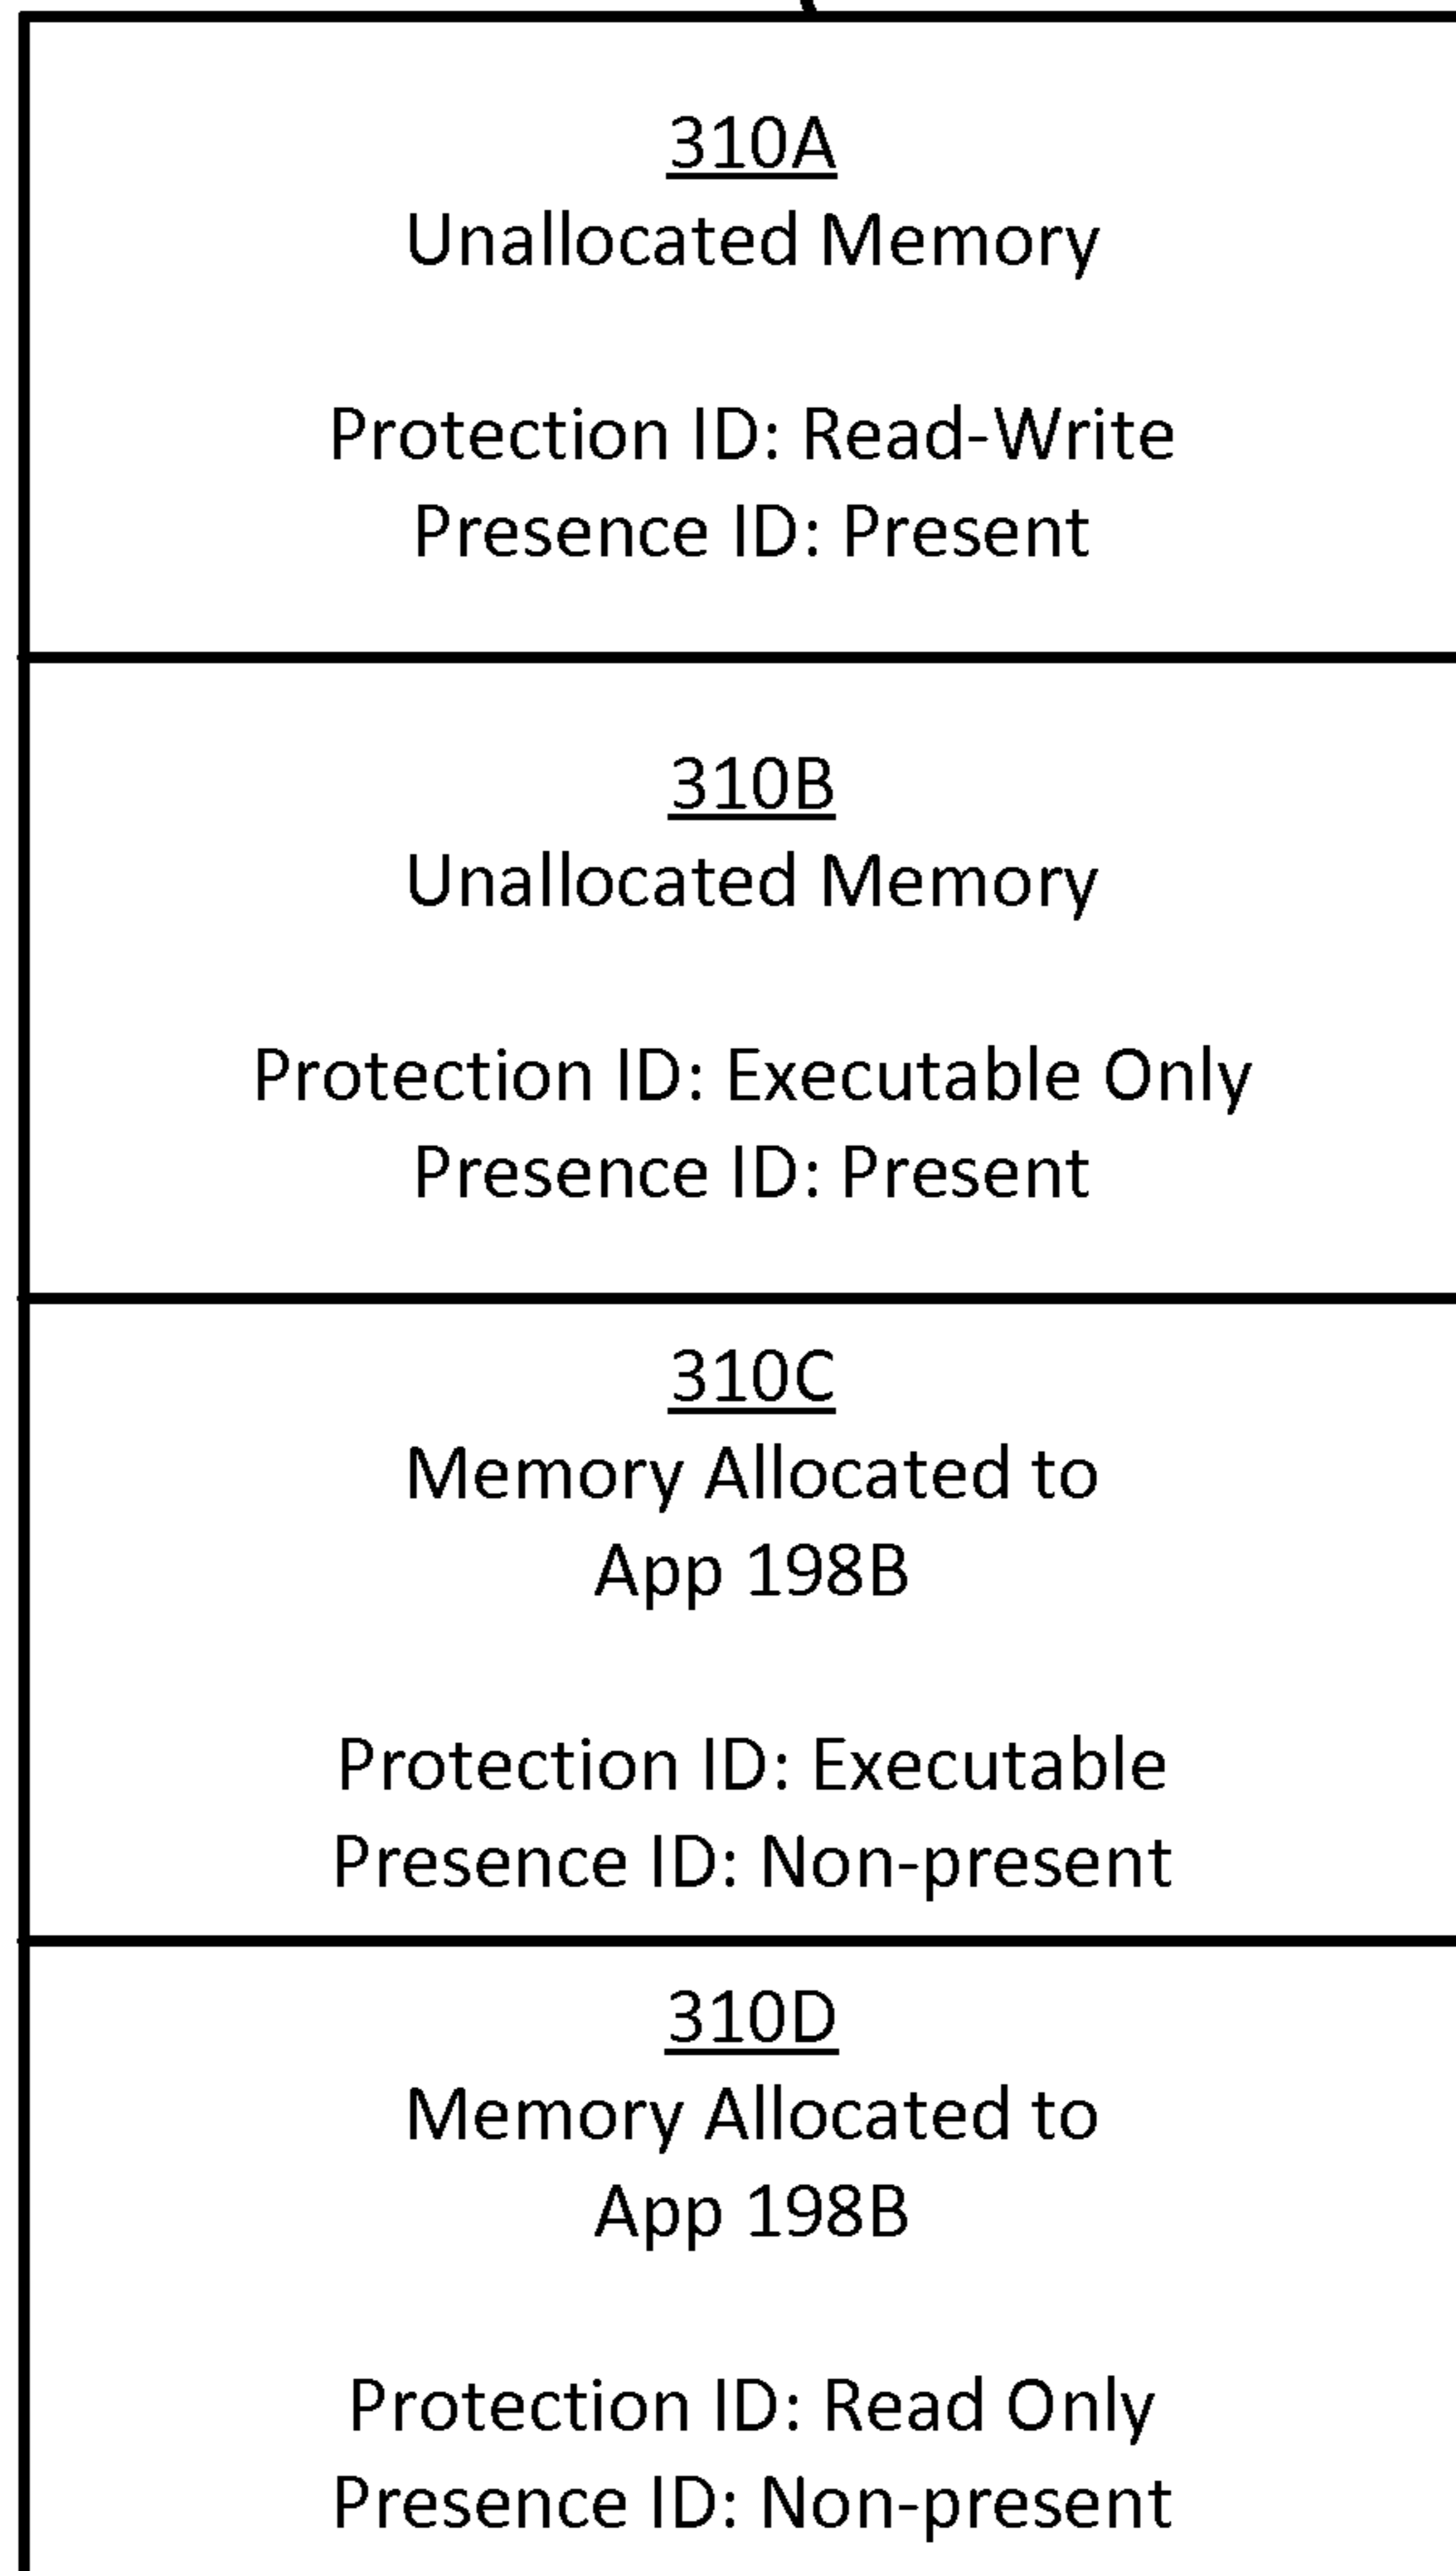 310A
Unallocated Memory
Protection ID: Read-Write
Presence ID: Present
310B
Unallocated Memory
Protection ID: Executable Only
Presence ID: Present
310C
Memory Allocated to
App 198B
Protection ID: Executable
Presence ID: Non-present
310D
Memory Allocated to
App 198B
Protection ID: Read Only
Presence ID: Non-present